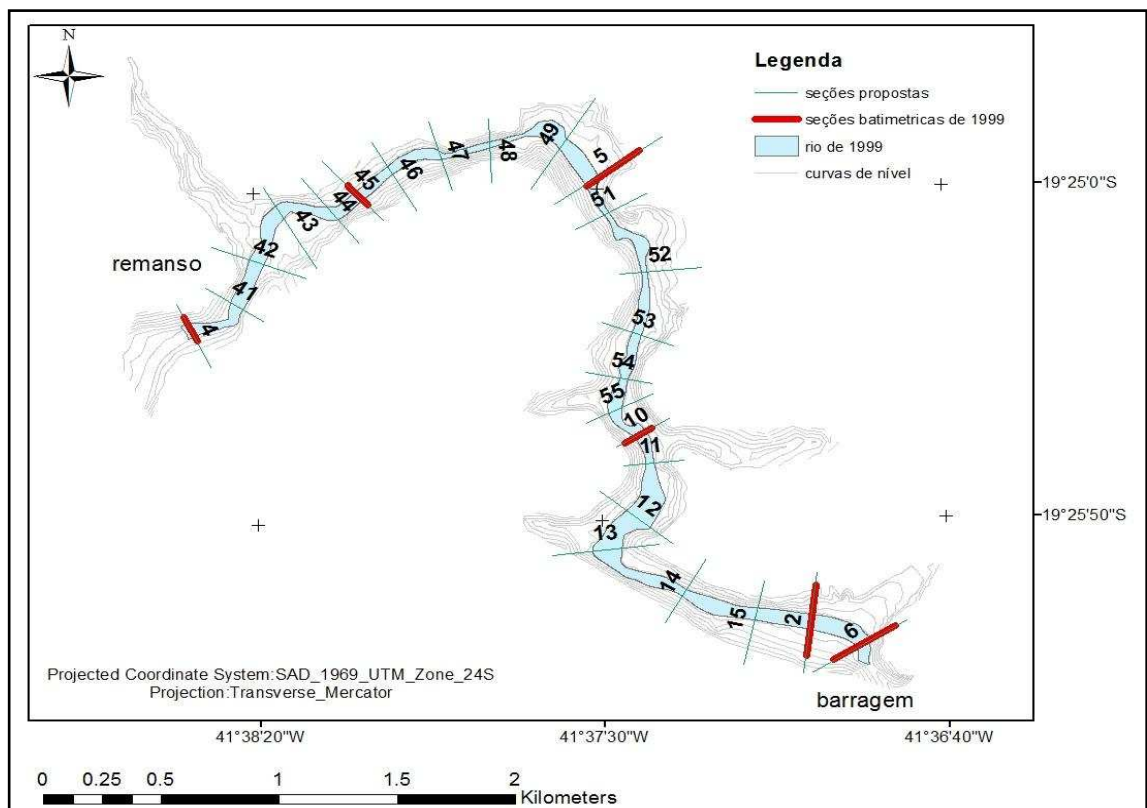 N
Legenda
seções propostas
seções batimetricas de 1999
rio de 1999
curvas de nível
19°25'0"S
19°25'50"S
remanso
4
41
42
43
44
45
46
47
48
49
5
51
52
53
54
55
10
11
12
13
14
15
2
6
barragem
Projected Coordinate System:SAD_1969_UTM_Zone_24S
Projection:Transverse_Mercator
41°38'20"W
41°37'30"W
41°36'40"W
0 0.25 0.5 1 1.5 2
Kilometers